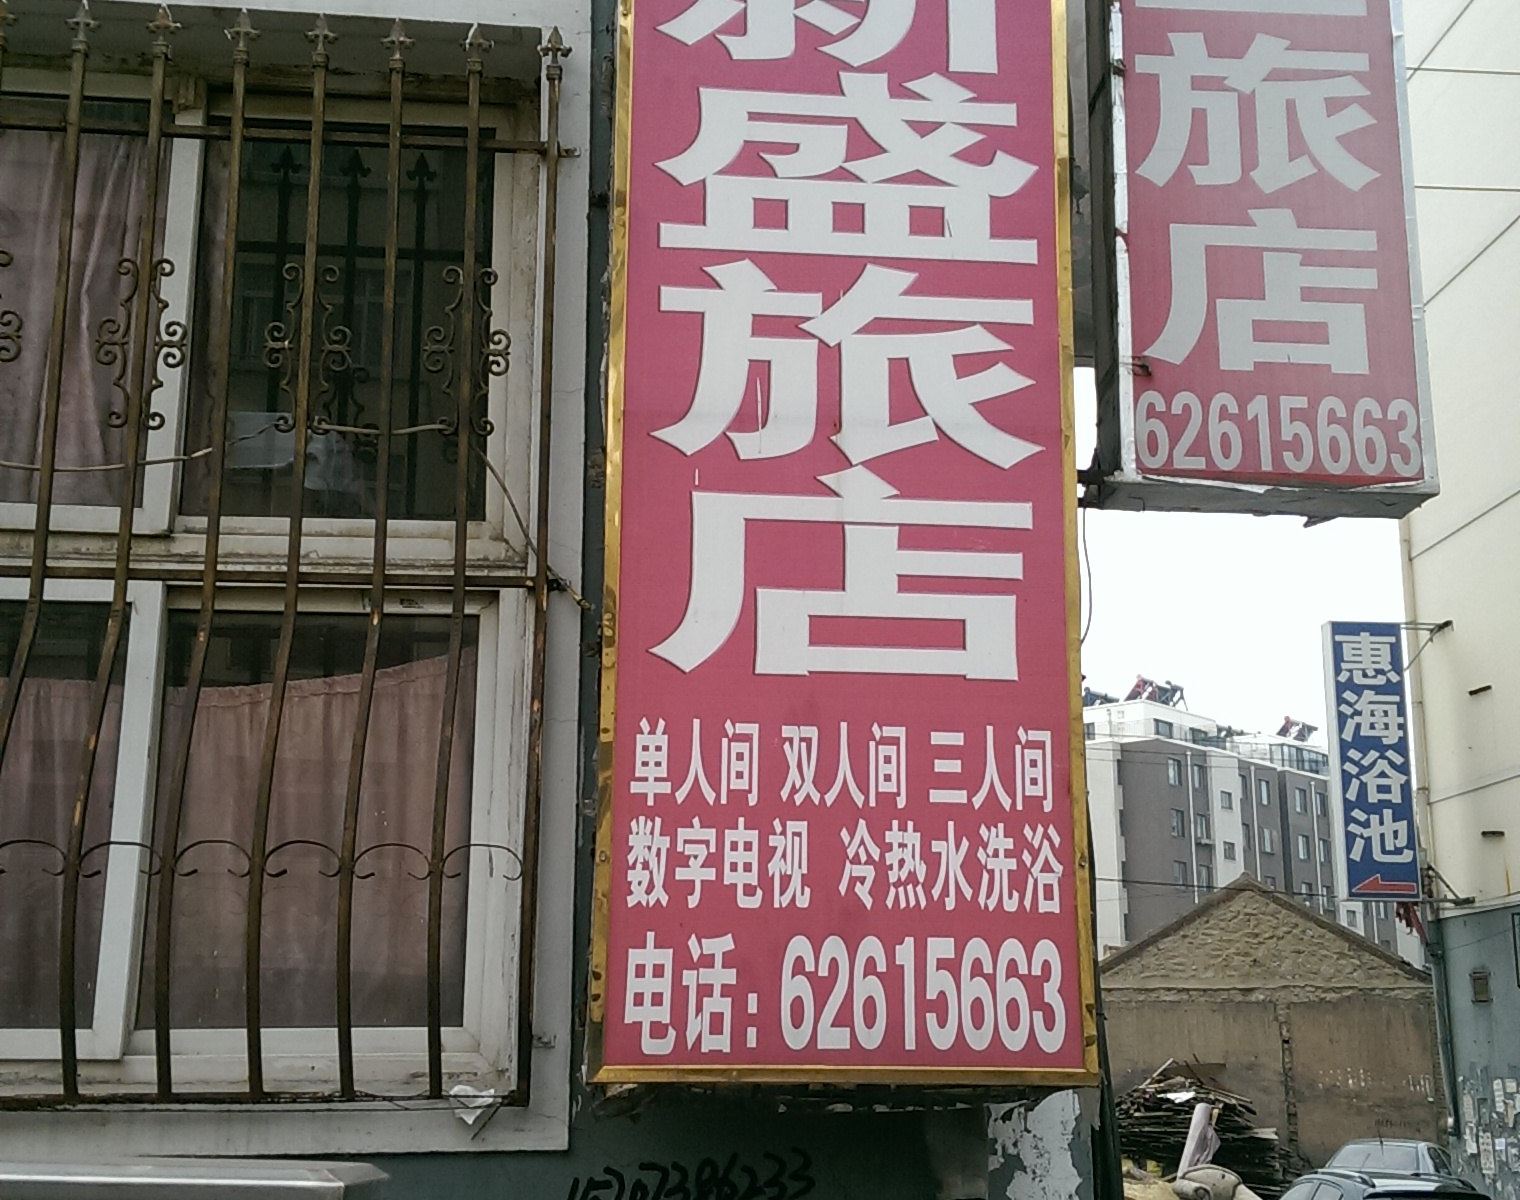 新盛旅店
单人间 双人间 三人间
数字电视 冷热水洗浴
电话：62615663
旅店
62615663
惠海浴池